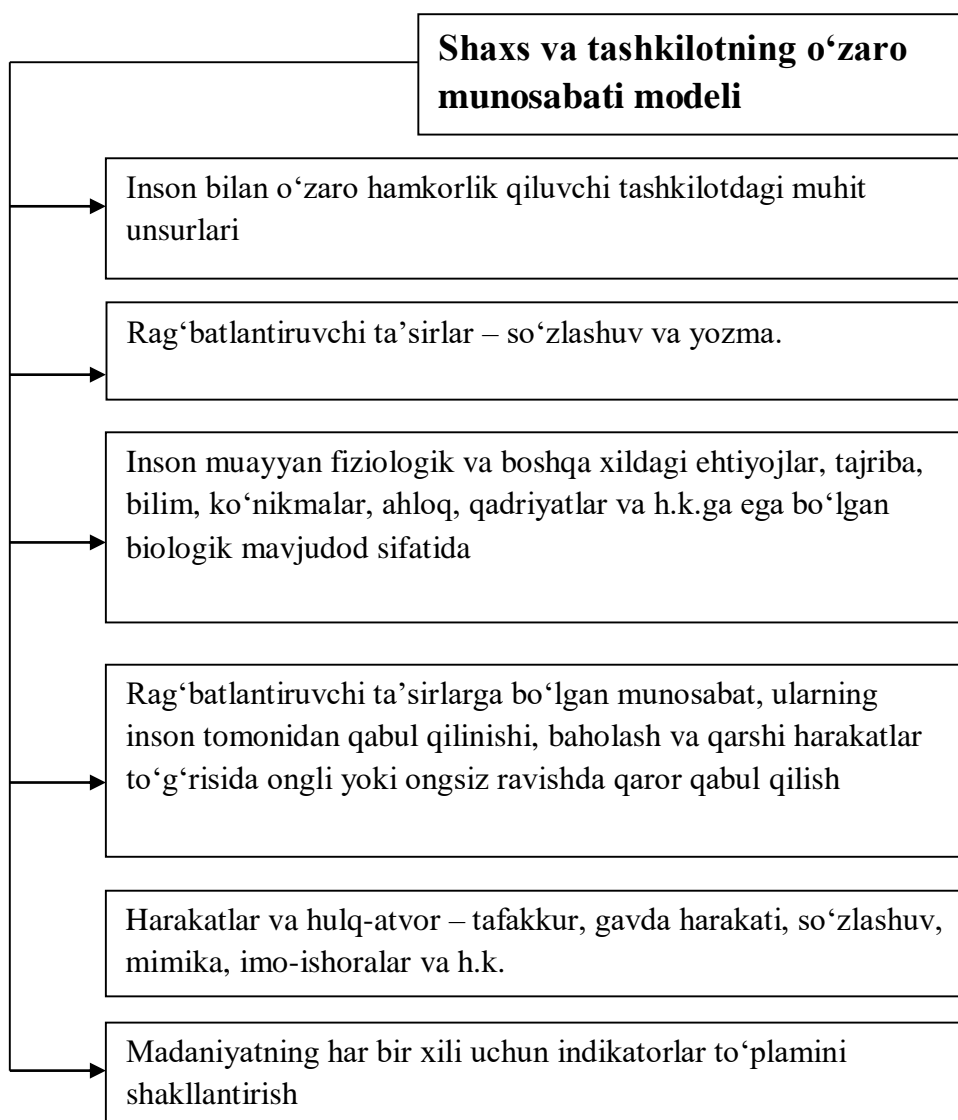 Shaxs va tashkilotning o‘zaro
munosabati modeli
Inson bilan o‘zaro hamkorlik qiluvchi tashkilotdagi muhit
unsurlari
Rag‘batlantiruvchi ta’sirlar – so‘zlashuv va yozma.
Inson muayyan fiziologik va boshqa xildagi ehtiyojlar, tajriba,
bilim, ko‘nikmalar, ahloq, qadriyatlar va h.k.ga ega bo‘lgan
biologik mavjudod sifatida
Rag‘batlantiruvchi ta’sirlarga bo‘lgan munosabat, ularning
inson tomonidan qabul qilinishi, baholash va qarshi harakatlar
to‘g‘risida ongli yoki ongsiz ravishda qaror qabul qilish
Harakatlar va hulq-atvor – tafakkur, gavda harakati, so‘zlashuv,
mimika, imo-ishoralar va h.k.
Madaniyatning har bir xili uchun indikatorlar to‘plamini
shakllantirish